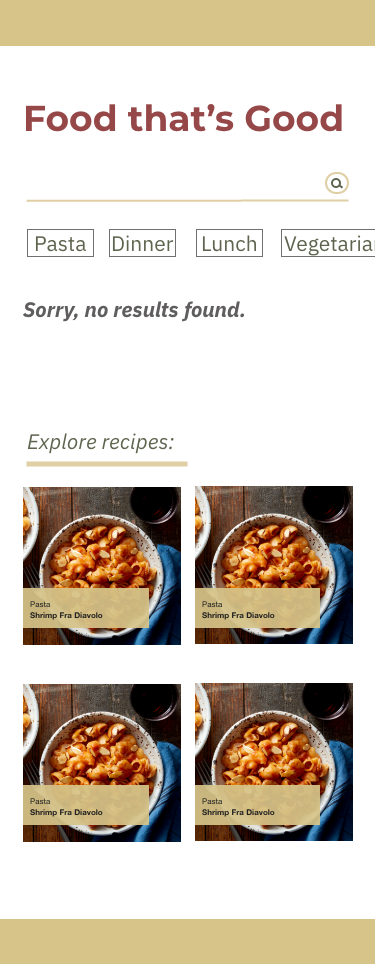 Food that’s Good
Pasta Dinner Lunch
Sorry, no results found.
Explore recipes:
Pasta
Shrimp Fra Diavolo
Pasta
Shrimp Fra Diavolo
Pasta
Shrimp Fra Diavolo
Pasta
Shrimp Fra Diavolo